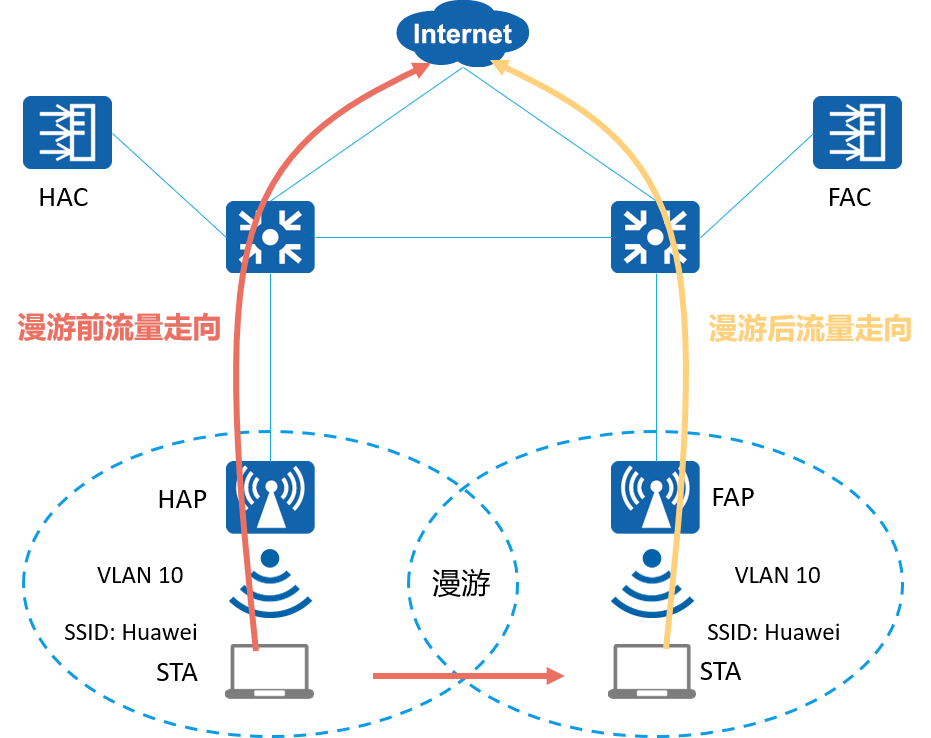 Internet
HAC
FAC
漫游前流量走向
漫游后流量走向
HAP
FAP
VLAN 10
漫游
VLAN 10
SSID: Huawei
SSID: Huawei
STA
STA